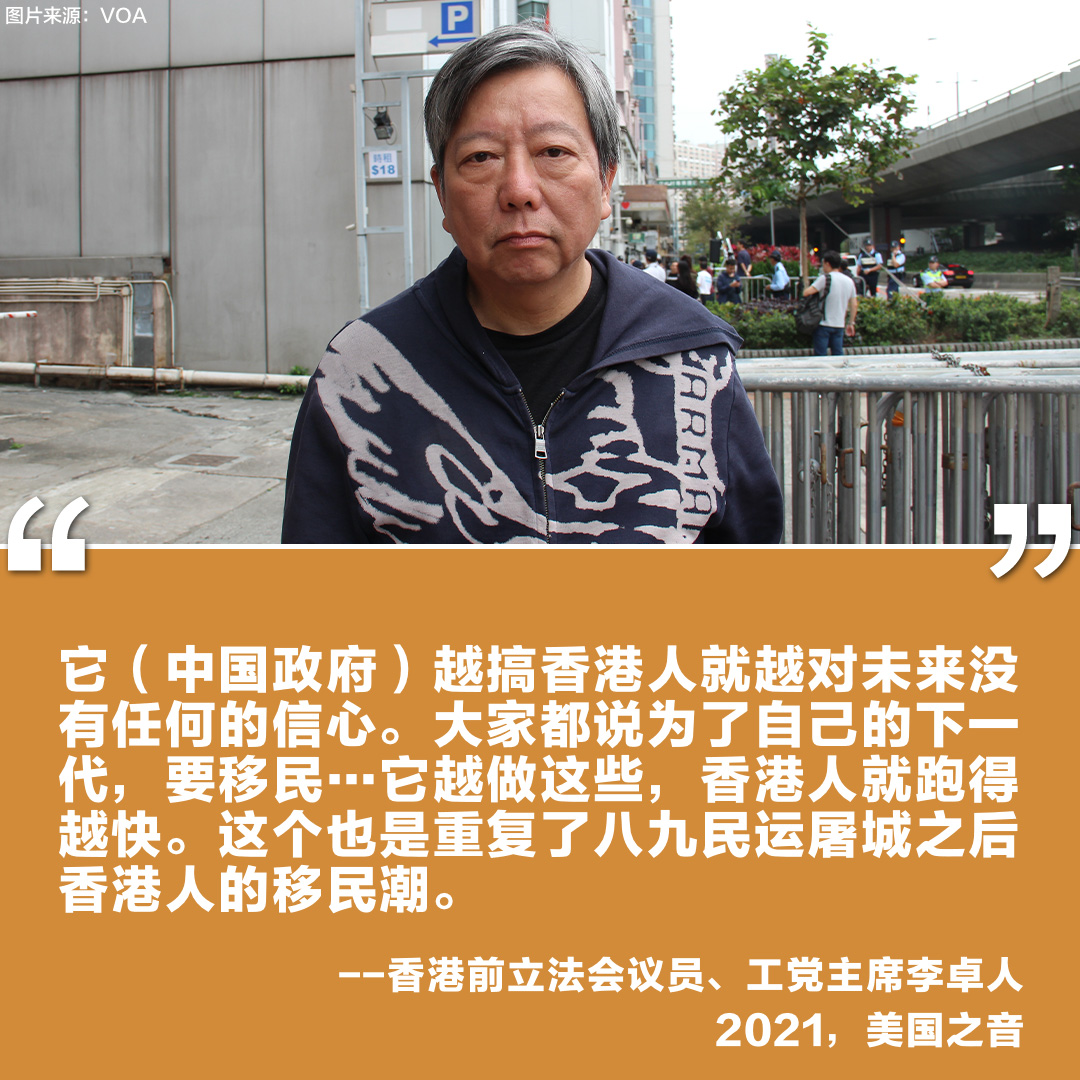 图片来源：VOA
P
時租
$18
“
”
它（中国政府）越搞香港人就越对未来没
有任何的信心。大家都说为了自己的下一
代，要移民…它越做这些，香港人就跑得
越快。这个也是重复了八九民运屠城之后
香港人的移民潮。
--香港前立法会议员、工党主席李卓人
2021，美国之音